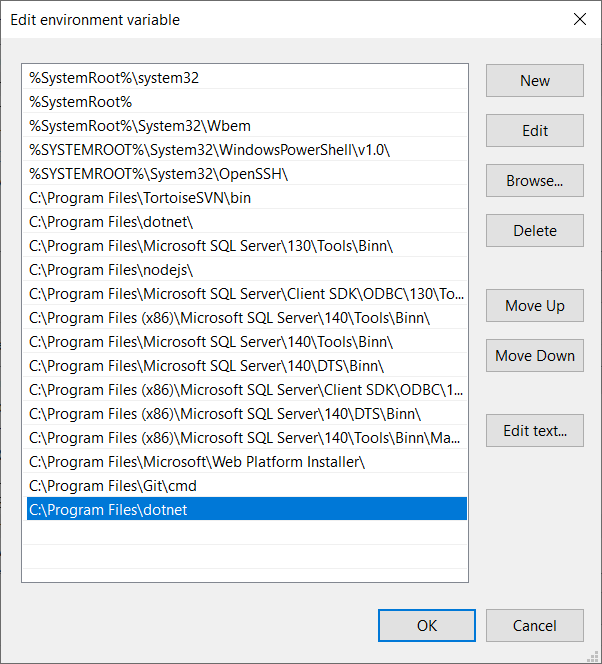 Edit environment variable
%SystemRoot%\system32
%SystemRoot%
%SystemRoot%\System32\Wbem
%SYSTEMROOT%\System32\WindowsPowerShell\v1.0\
%SYSTEMROOT%\System32\OpenSSH\
C:\Program Files\TortoiseSVN\bin
C:\Program Files\dotnet\
C:\Program Files\Microsoft SQL Server\130\Tools\Binn\
C:\Program Files\nodejs\
C:\Program Files\Microsoft SQL Server\Client SDK\ODBC\130\To...
C:\Program Files (x86)\Microsoft SQL Server\140\Tools\Binn\
C:\Program Files\Microsoft SQL Server\140\Tools\Binn\
C:\Program Files\Microsoft SQL Server\140\DTS\Binn\
C:\Program Files (x86)\Microsoft SQL Server\Client SDK\ODBC\1...
C:\Program Files (x86)\Microsoft SQL Server\140\DTS\Binn\
C:\Program Files (x86)\Microsoft SQL Server\140\Tools\Binn\Ma...
C:\Program Files\Microsoft\Web Platform Installer\
C:\Program Files\Git\cmd
C:\Program Files\dotnet
New
Edit
Browse...
Delete
Move Up
Move Down
Edit text...
OK
Cancel